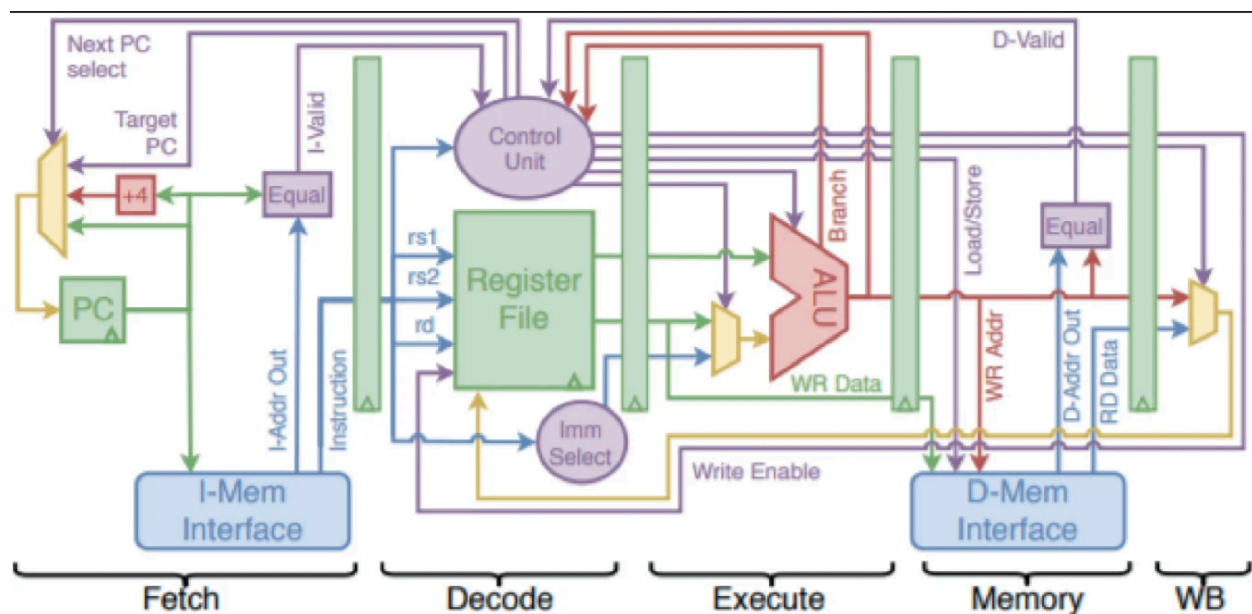 Next PC
select
Target
PC
I-Valid
D-Valid
Control
Unit
+4
Equal
Equal
PC
rs1
rs2
rd
Register
File
ALU
Branch
Load/Store
I-Addr Out
Instruction
Imm
Select
WR Data
WR Addr
D-Addr Out
RD Data
Write Enable
I-Mem
Interface
D-Mem
Interface
Fetch
Decode
Execute
Memory
WB